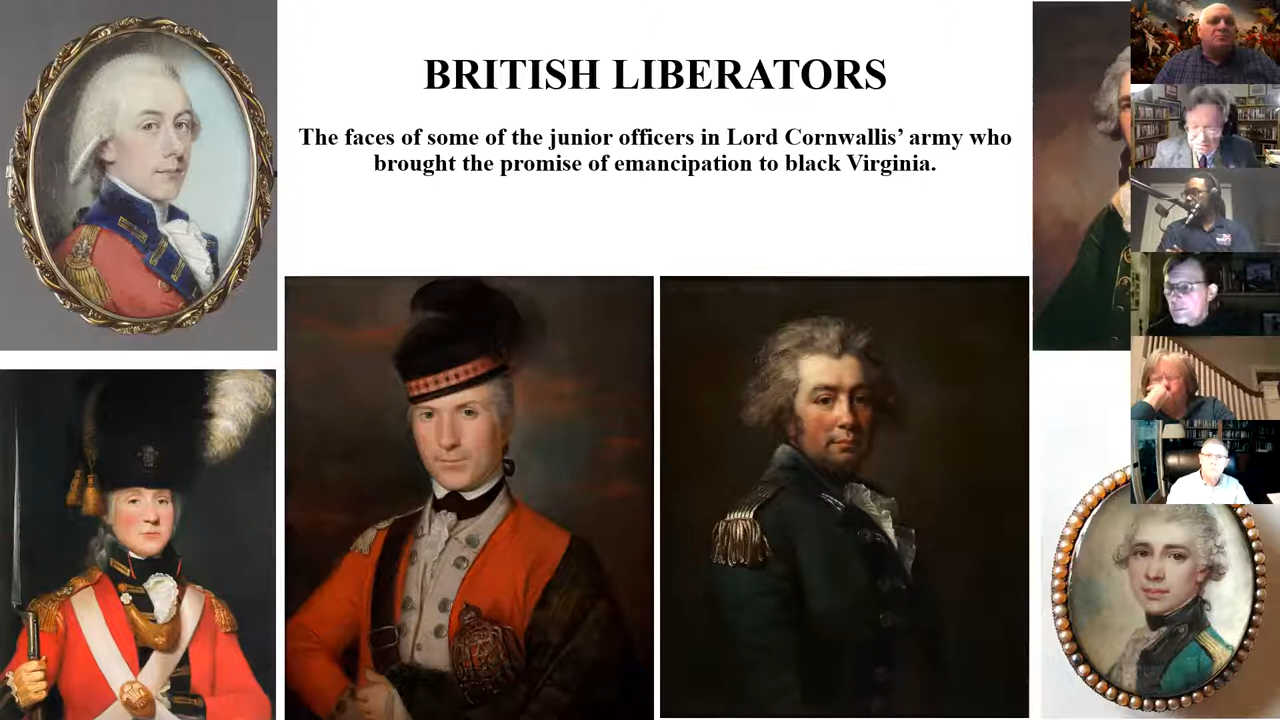 BRITISH LIBERATORS
The faces of some of the junior officers in Lord Cornwallis’ army who
brought the promise of emancipation to black Virginia.